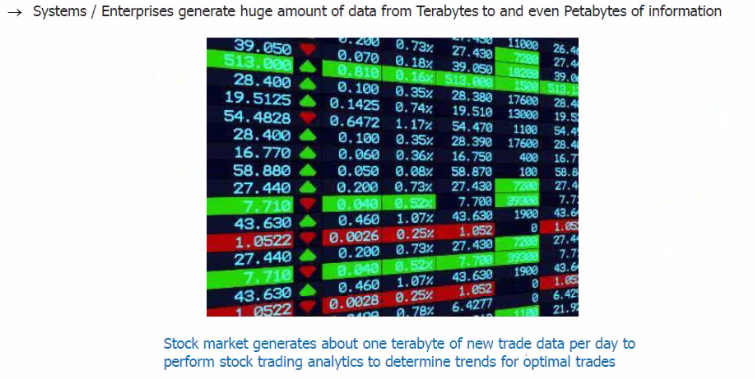 → Systems / Enterprises generate huge amount of data from Terabytes to and even Petabytes of information
39.050 0.200 0.73% 27.430 11000 26.4
513.000 0.070 0.18% 39.050 7200 27.4
28.400 0.810 0.16% 513.000 18200 39.0
19.5125 0.100 0.35% 28.380 1500 513.1
54.4828 0.1425 0.74% 19.510 17600 28.4
28.400 0.6472 1.17% 54.470 13000 19.5
16.770 0.100 0.35% 28.390 1100 54.4
58.880 0.060 0.36% 16.750 17600 28.4
27.440 0.050 0.08% 58.870 400 16.7
7.710 0.200 0.73% 27.430 100 58.8
43.630 0.040 0.52% 7.700 7200 27.4
1.0522 0.460 1.07% 43.630 39300 7.7
27.440 0.0026 0.25% 1.052 1900 43.6
7.710 0.200 0.73% 27.430 0 1.05
43.630 0.040 0.52% 7.700 7200 27.4
1.0522 0.460 1.07% 43.630 39300 7.7
0.0028 0.25% 1.052 1900 43.6
0.78% 6.4277 0 1.05
0 6.42
21.9
Stock market generates about one terabyte of new trade data per day to
perform stock trading analytics to determine trends for optimal trades